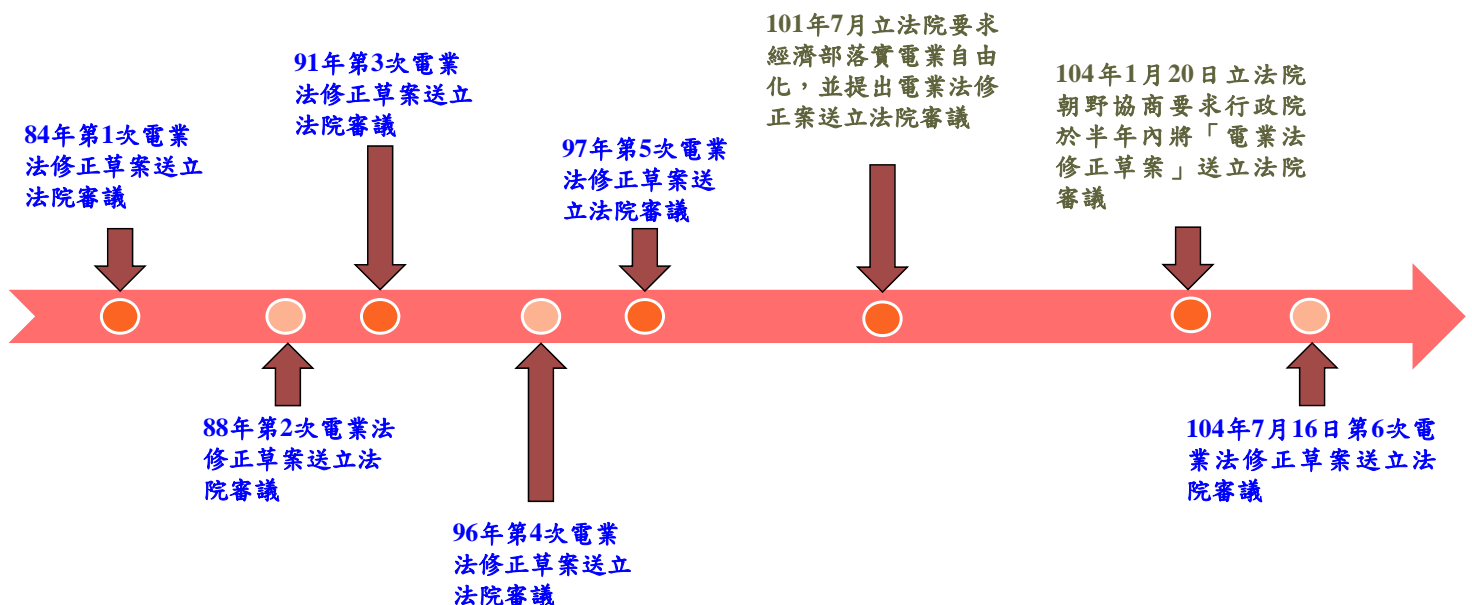 84年第1次電業
法修正草案送立
法院審議
88年第2次電業法
修正草案送立法
院審議
91年第3次電業
法修正草案送立
法院審議
96年第4次電業
法修正草案送立
法院審議
97年第5次電業
法修正草案送
立法院審議
101年7月立法院要求
經濟部落實電業自由
化，並提出電業法修
正案送立法院審議
104年1月20日立法院
朝野協商要求行政院
於半年內將「電業法
修正草案」送立法院
審議
104年7月16日第6次電
業法修正草案送立法
院審議